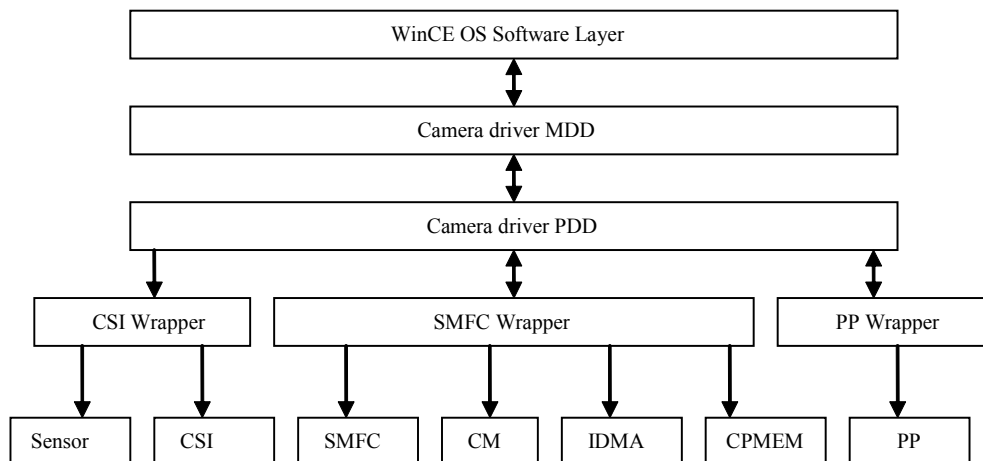 WinCE OS Software Layer
Camera driver MDD
Camera driver PDD
CSI Wrapper
SMFC Wrapper
PP Wrapper
Sensor
CSI
SMFC
CM
IDMA
CPMEM
PP